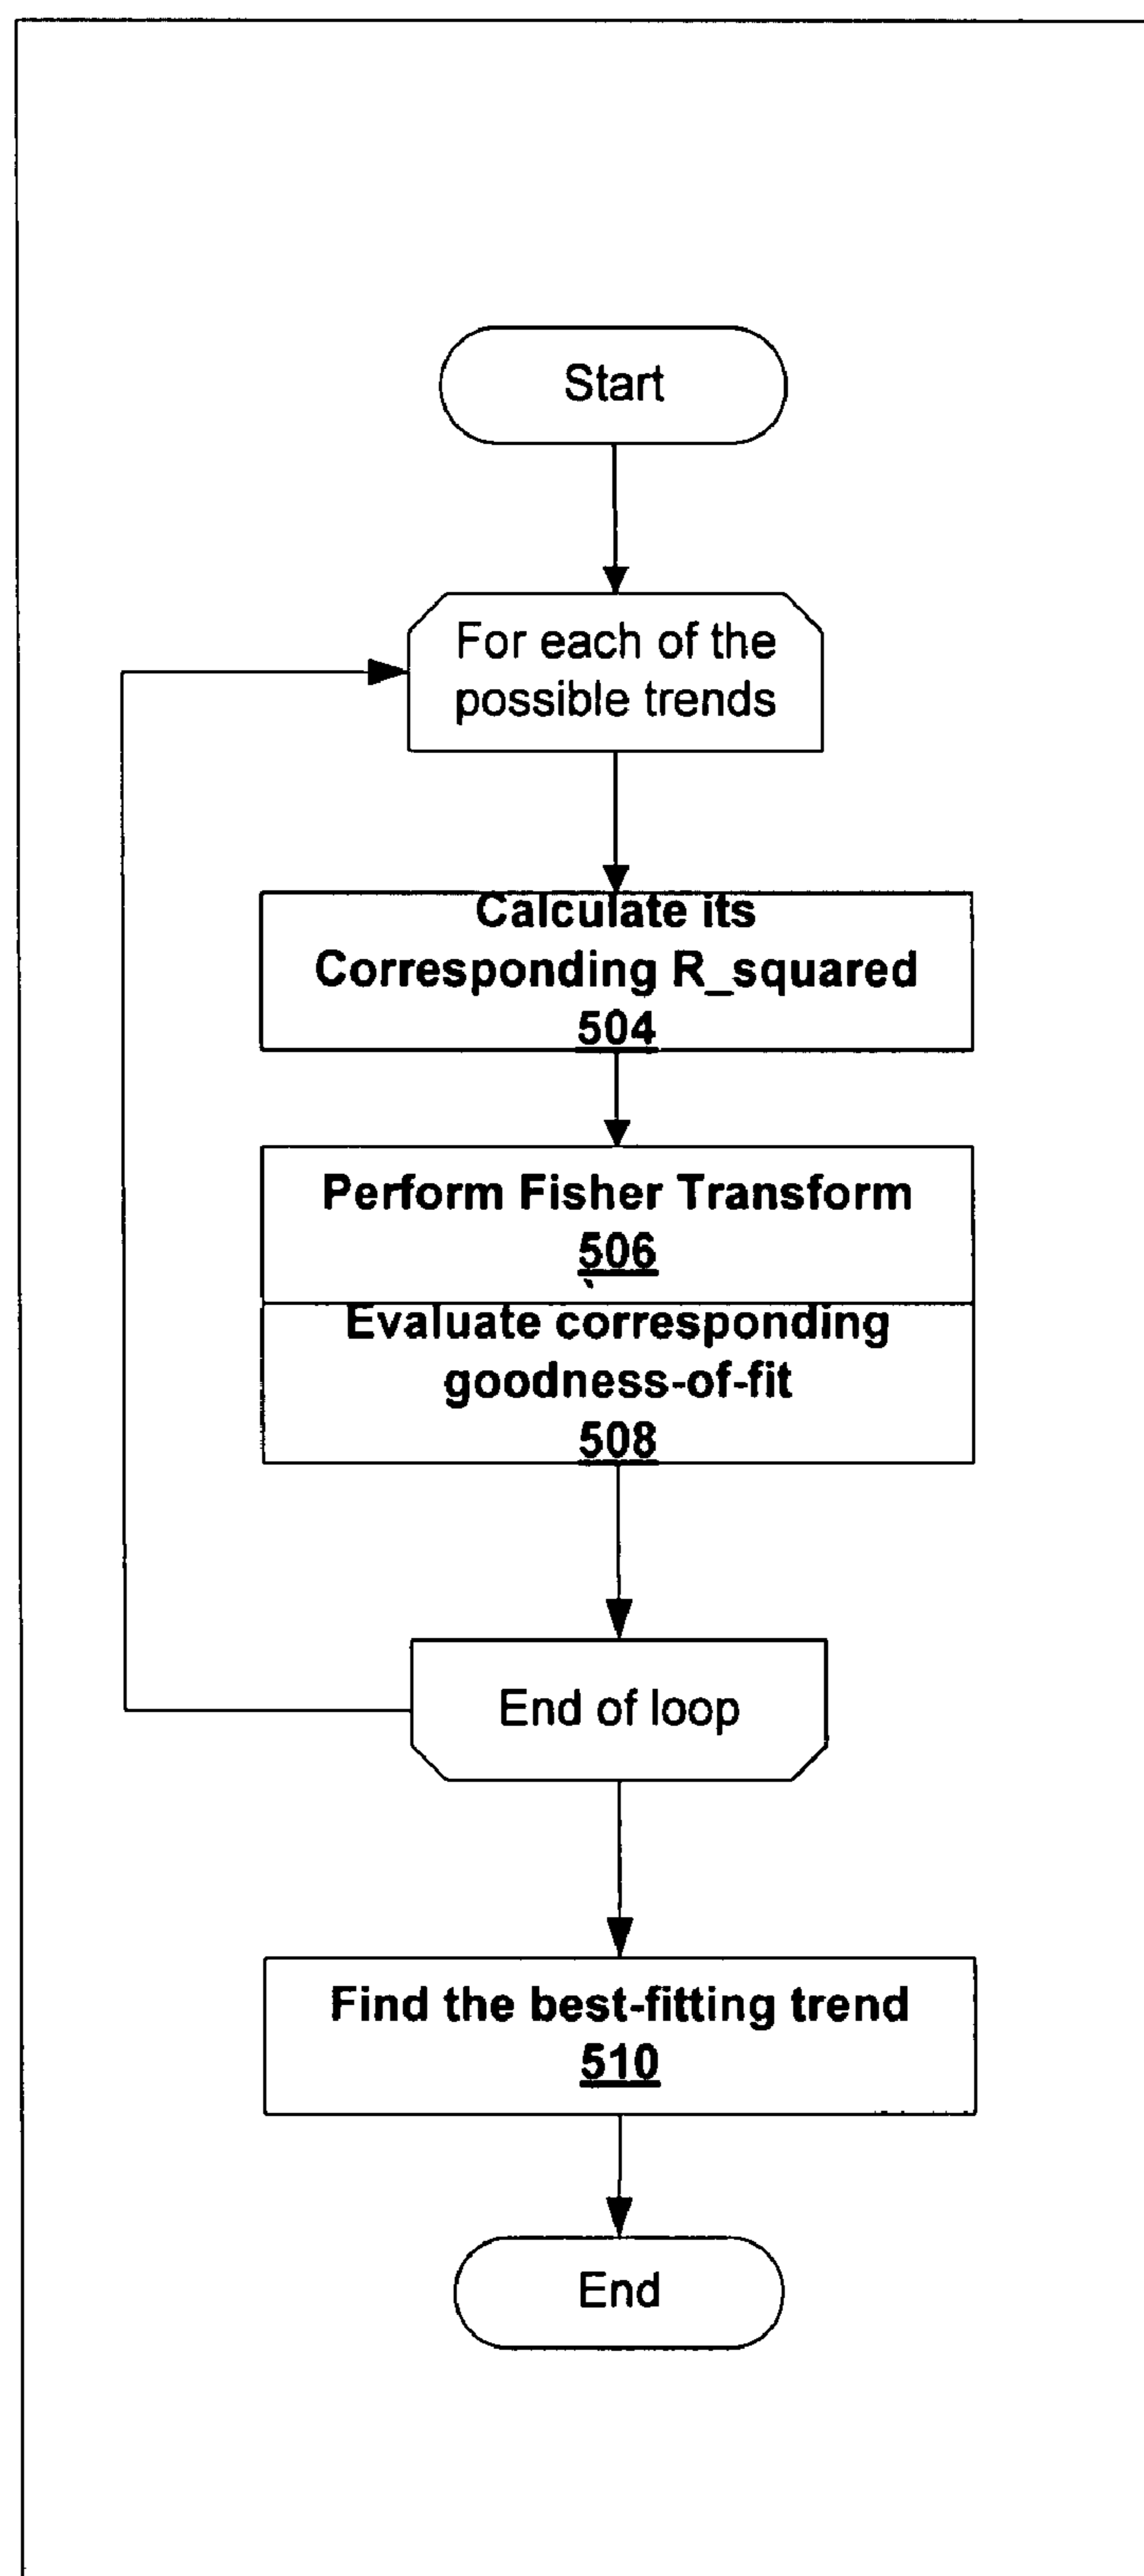 Start
For each of the
possible trends
Calculate its
Corresponding R_squared
504
Perform Fisher Transform
506
Evaluate corresponding
goodness-of-fit
508
End of loop
Find the best-fitting trend
510
End